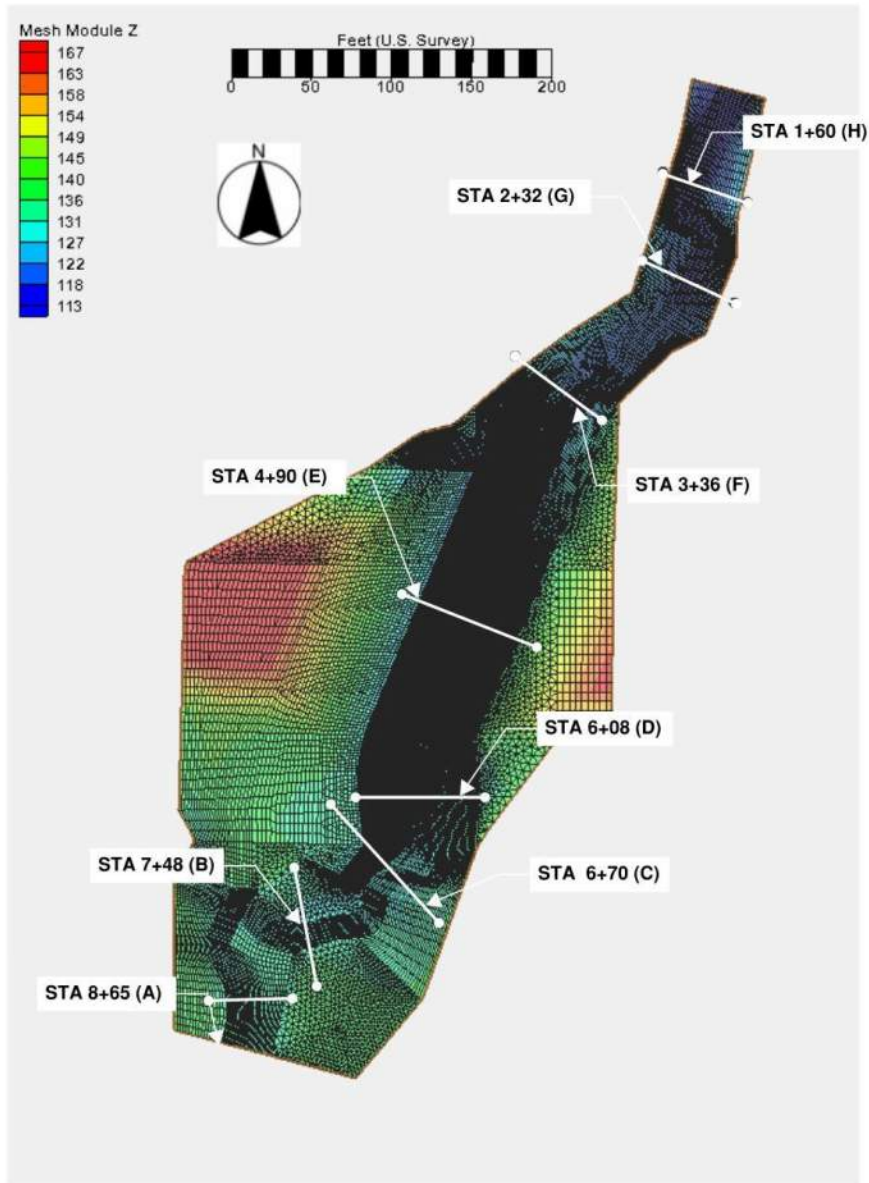 Mesh Module Z
167
163
158
154
149
145
140
136
131
127
122
118
113
Feet (U.S. Survey)
0 50 100 150 200
N
STA 1+60 (H)
STA 2+32 (G)
STA 4+90 (E)
STA 3+36 (F)
STA 6+08 (D)
STA 7+48 (B)
STA 6+70 (C)
STA 8+65 (A)